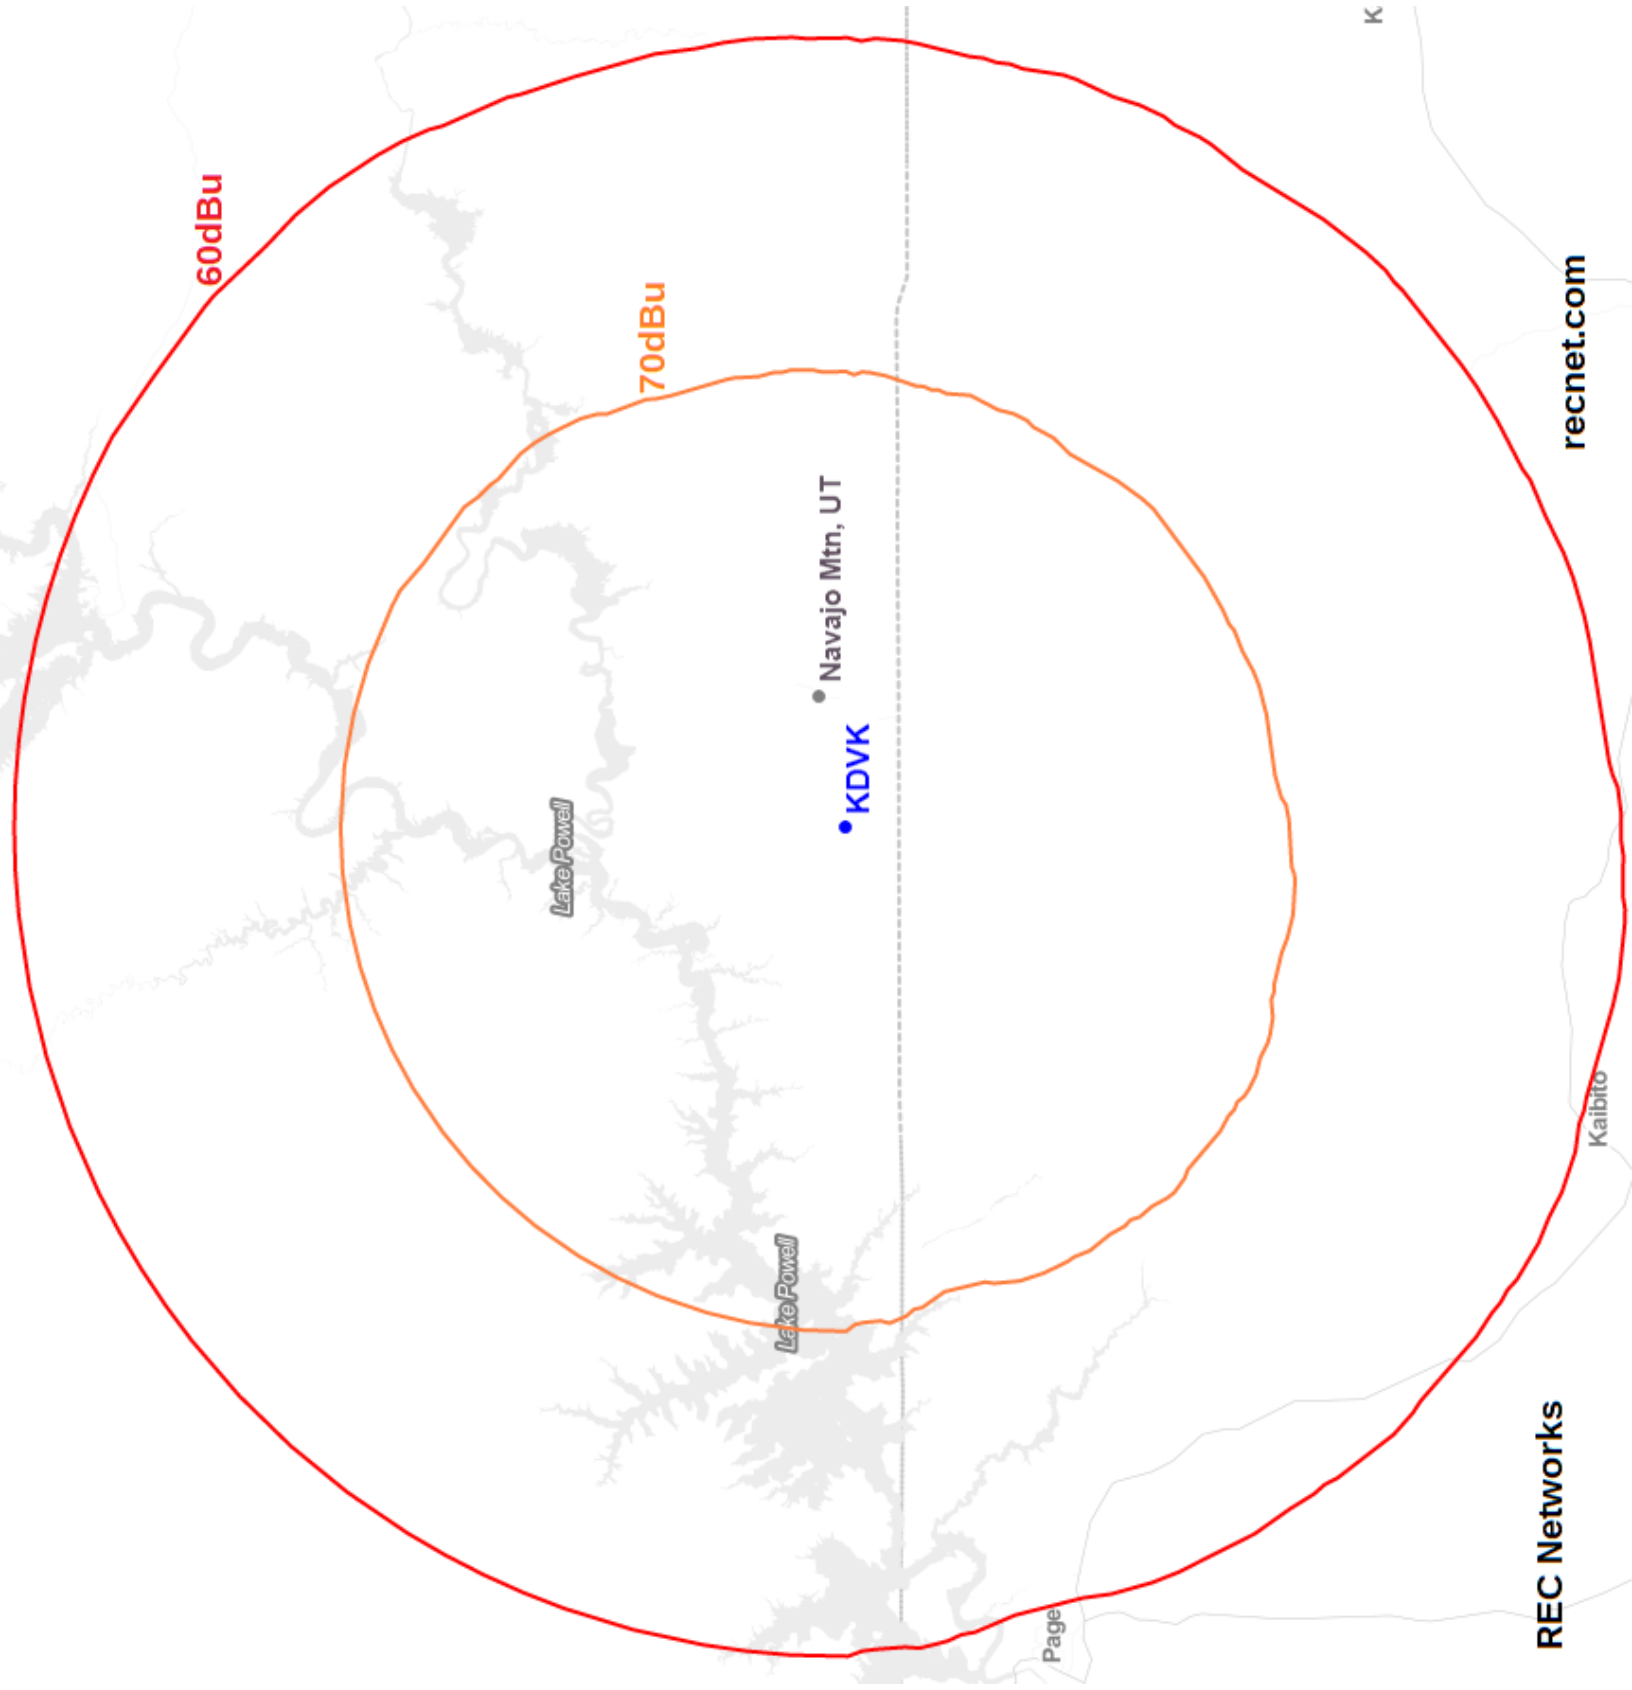 60dBu
Lake Powell
70dBu
Lake Powell
Navajo Mtn, UT
KDVK
Page
K
REC Networks
recnet.com
Kaibito